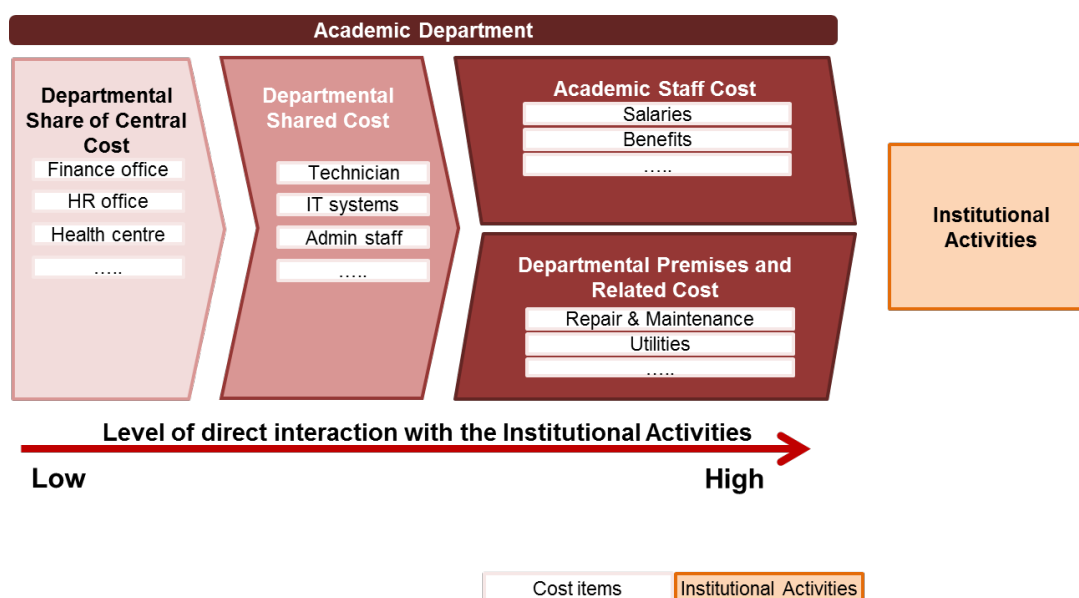 Academic Department
Departmental
Share of Central
Cost
Finance office
HR office
Health centre
…..
Departmental
Shared Cost
Technician
IT systems
Admin staff
…..
Academic Staff Cost
Salaries
Benefits
…..
Departmental Premises and
Related Cost
Repair & Maintenance
Utilities
…..
Institutional
Activities
Level of direct interaction with the Institutional Activities
Low
High
Cost items
Institutional Activities